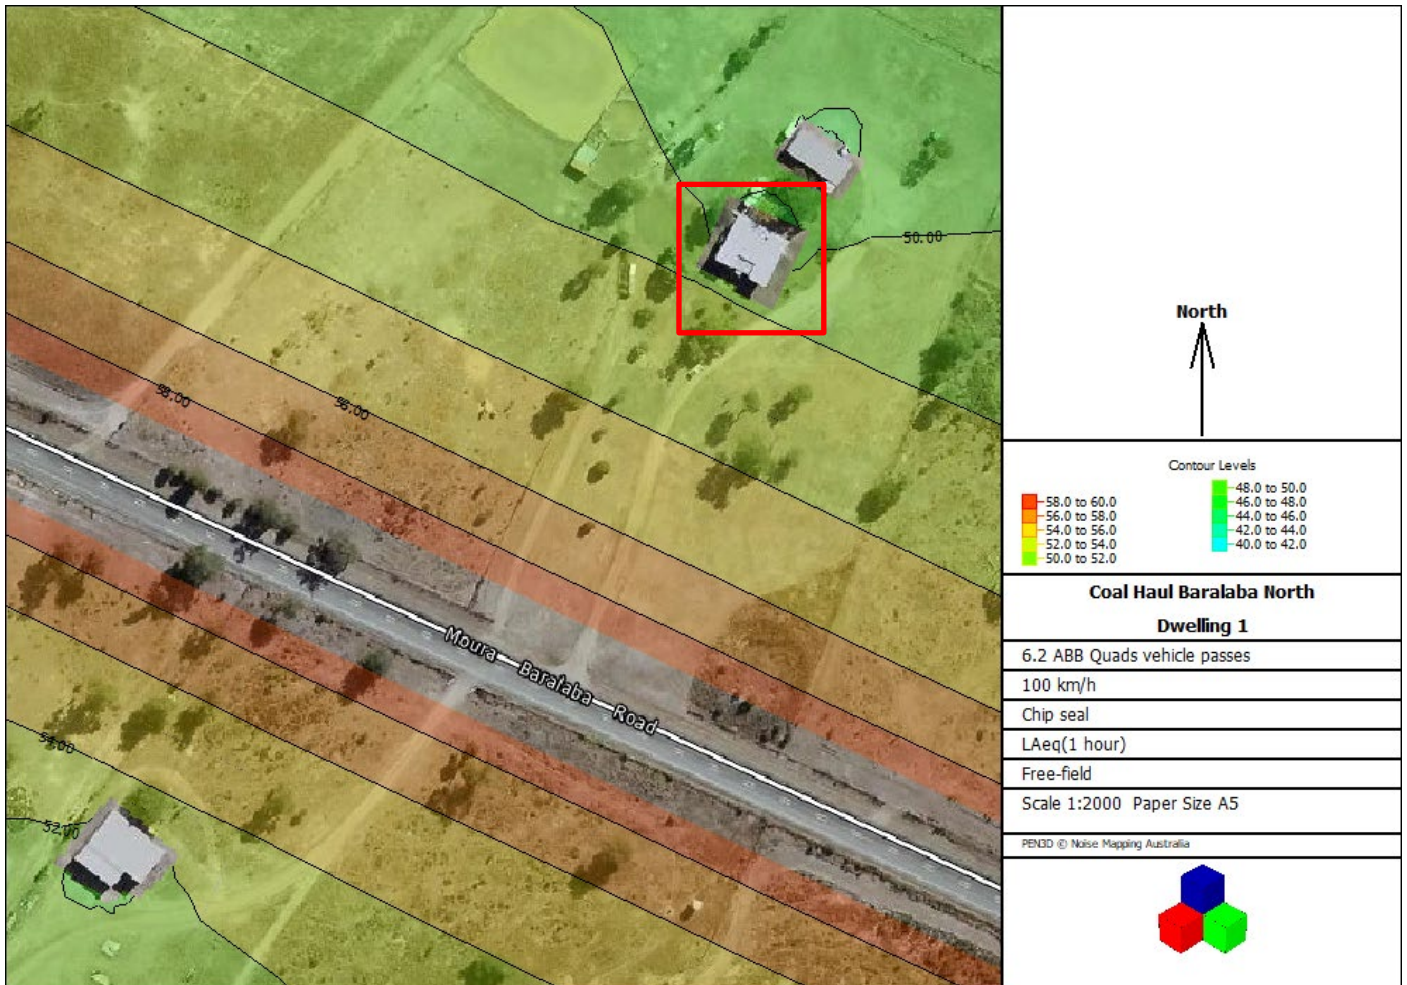 50.00
58.00
56.00
Moura Baralaba Road
54.00
52.00
North
Contour Levels
58.0 to 60.0
56.0 to 58.0
54.0 to 56.0
52.0 to 54.0
50.0 to 52.0
48.0 to 50.0
46.0 to 48.0
44.0 to 46.0
42.0 to 44.0
40.0 to 42.0
Coal Haul Baralaba North
Dwelling 1
6.2 ABB Quads vehicle passes
100 km/h
Chip seal
LAeq(1 hour)
Free-field
Scale 1:2000 Paper Size A5
PEN3D © Noise Mapping Australia